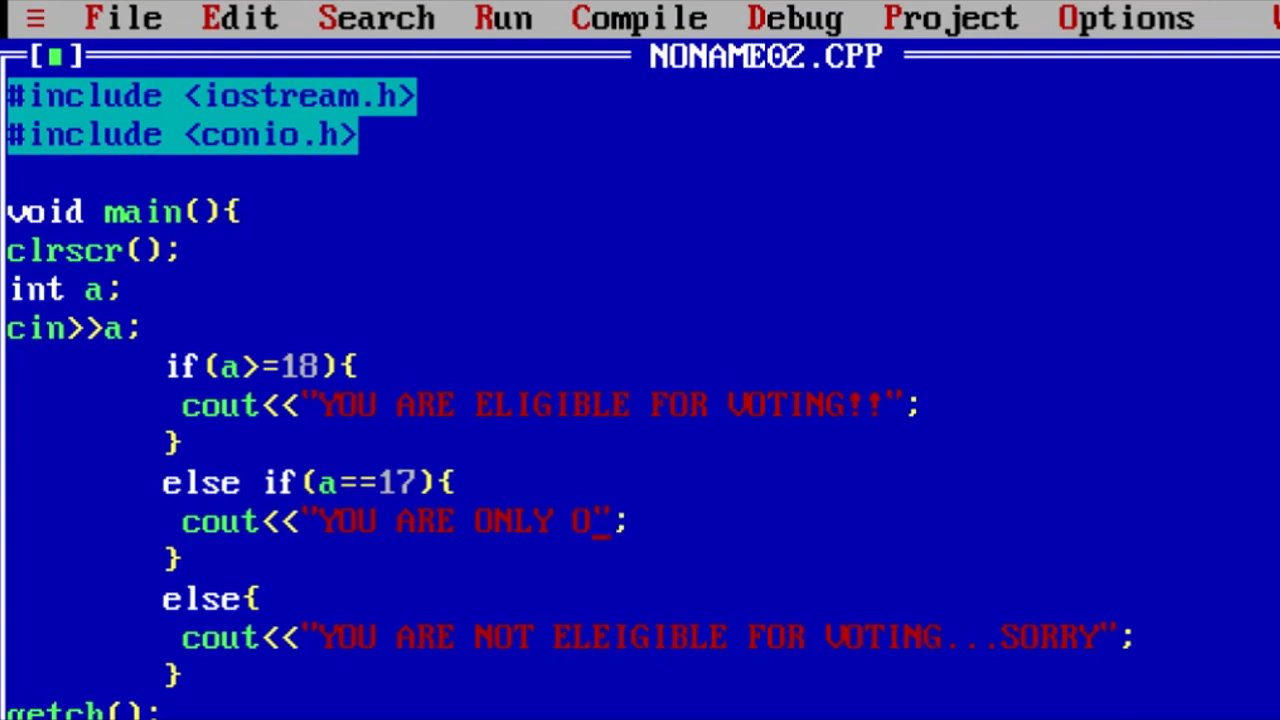 ≡ File Edit Search Run Compile Debug Project Options
[■] NONAME02.CPP
#include <iostream.h>
#include <conio.h>
void main(){
clrscr();
int a;
cin>>a;
if(a>=18){
cout<<"YOU ARE ELIGIBLE FOR VOTING!!";
}
else if(a==17){
cout<<"YOU ARE ONLY O";
}
else{
cout<<"YOU ARE NOT ELEIGIBLE FOR VOTING...SORRY";
}
getch();